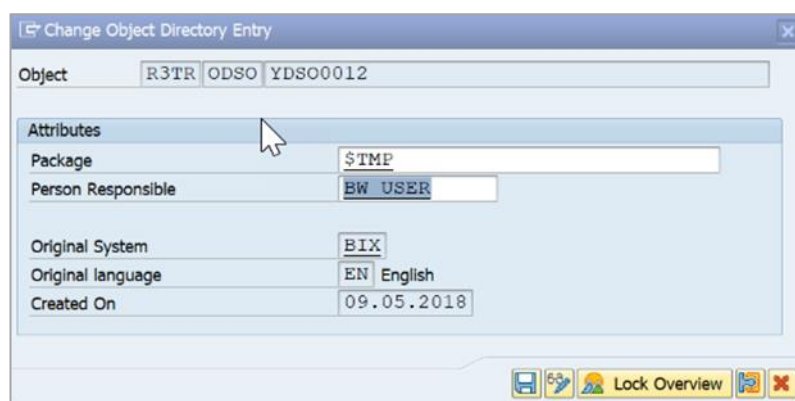 Change Object Directory Entry
Object R3TR ODSO YDSO0012
Attributes
Package $TMP
Person Responsible BW USER
Original System BIX
Original language EN English
Created On 09.05.2018
Lock Overview